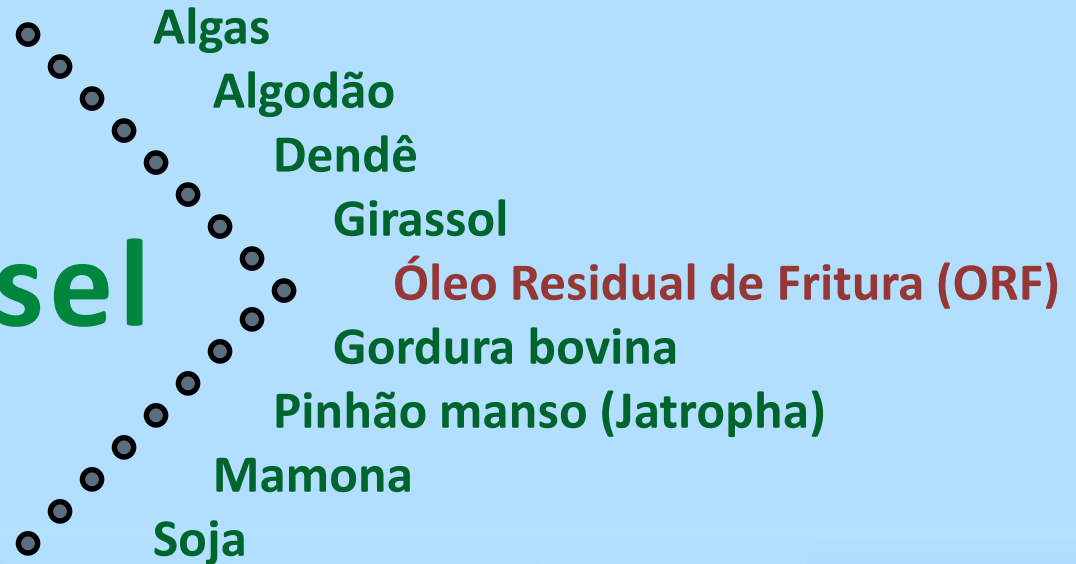 Algas
Algodão
Dendê
Girassol
sel
Óleo Residual de Fritura (ORF)
Gordura bovina
Pinhão manso (Jatropha)
Mamona
Soja